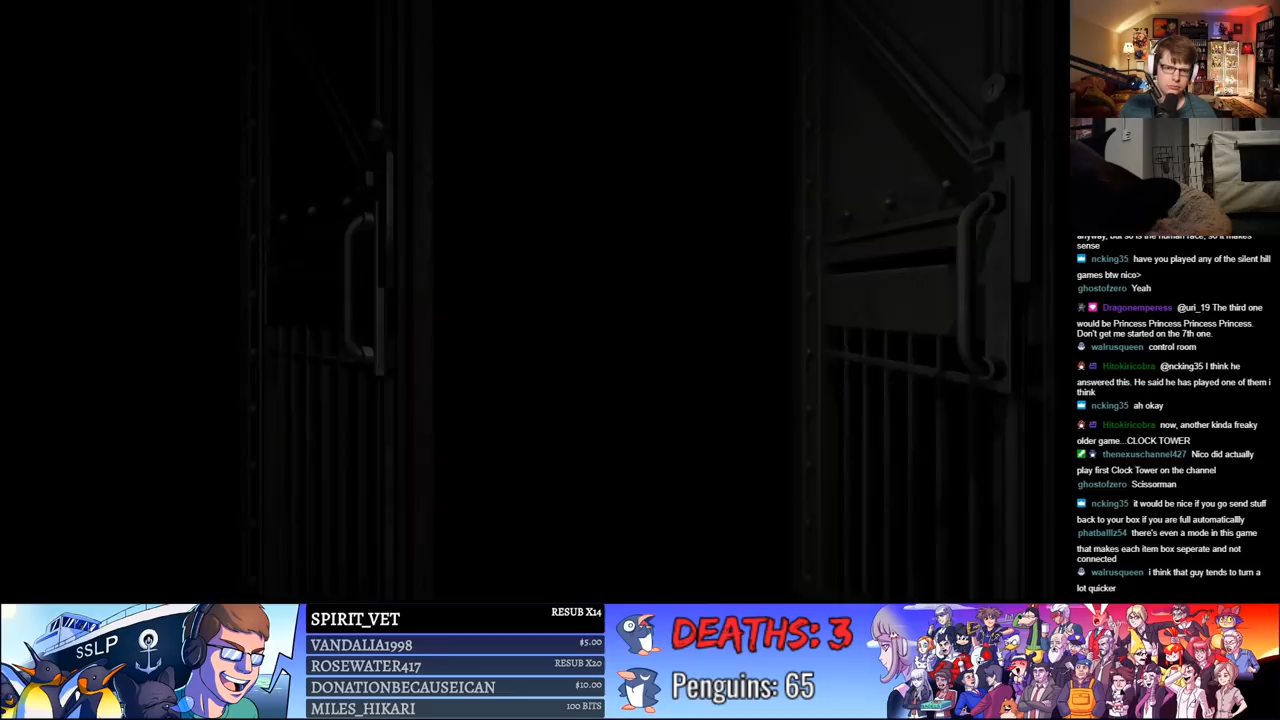 anyway, but so is the human race, so it makes
sense
ncking35 have you played any of the silent hill
games btw nico>
ghostofzero Yeah
Dragonemperess @uri_19 The third one
would be Princess Princess Princess Princess.
Don't get me started on the 7th one.
walrusqueen control room
Hitokiricobra @ncking35 I think he
answered this. He said he has played one of them i
think
ncking35 ah okay
Hitokiricobra now, another kinda freaky
older game...CLOCK TOWER
thenexuschannel427 Nico did actually
play first Clock Tower on the channel
ghostofzero Scissorman
ncking35 it would be nice if you go send stuff
back to your box if you are full automaticallly
phatballlz54 there's even a mode in this game
that makes each item box seperate and not
connected
walrusqueen i think that guy tends to turn a
lot quicker
SSLP
SPIRIT_VET RESUB X14
VANDALIA1998 $5.00
ROSEWATER417 RESUB X20
DONATIONBECAUSEICAN $10.00
MILES_HIKARI 100 BITS
DEATHS: 3
Penguins: 65